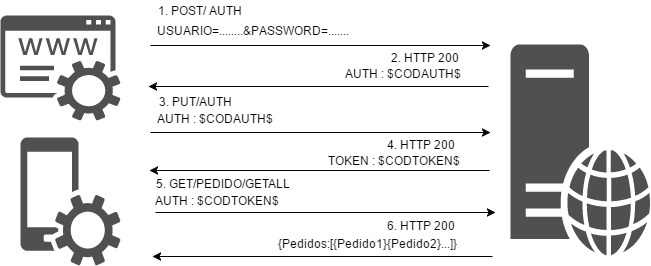 WWW
1. POST/ AUTH
USUARIO=........&PASSWORD=.......
2. HTTP 200
AUTH : $CODAUTH$
3. PUT/AUTH
AUTH : $CODAUTH$
4. HTTP 200
TOKEN : $CODTOKEN$
5. GET/PEDIDO/GETALL
AUTH : $CODTOKEN$
6. HTTP 200
{Pedidos:[{Pedido1}{Pedido2}...]}